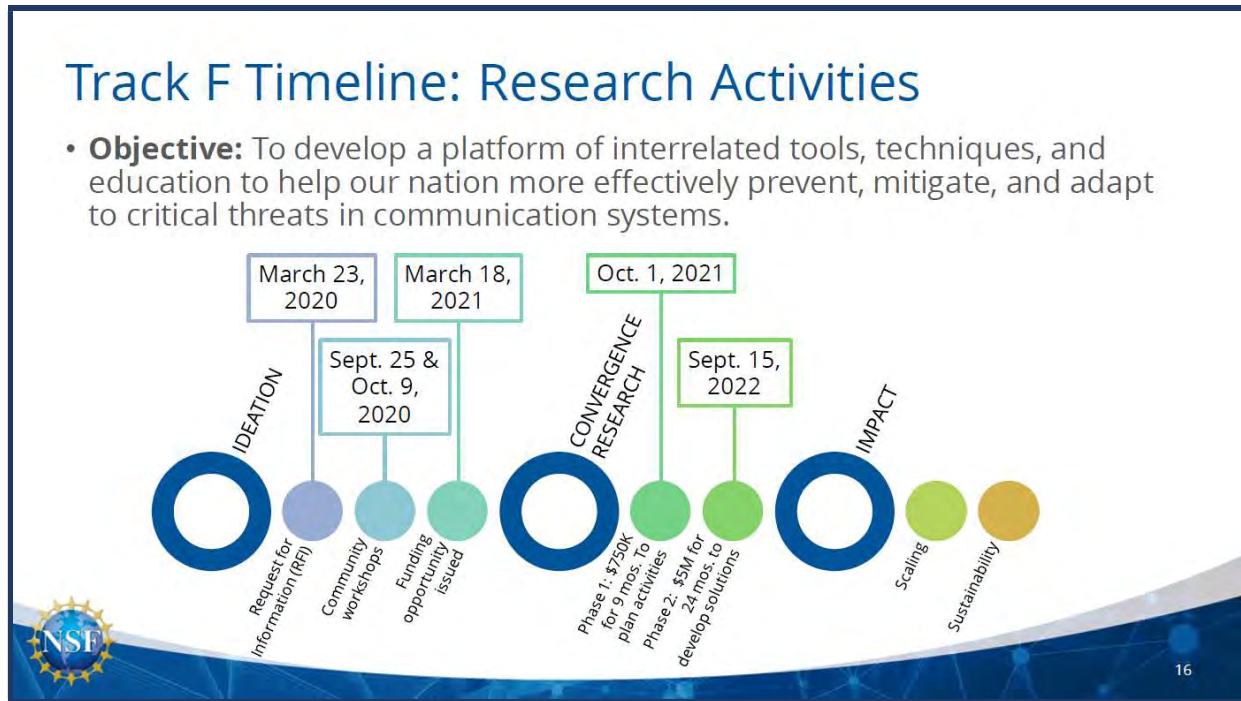 Track F Timeline: Research Activities
• Objective: To develop a platform of interrelated tools, techniques, and
education to help our nation more effectively prevent, mitigate, and adapt
to critical threats in communication systems.
March 23,
2020
March 18,
2021
Oct. 1, 2021
Sept. 25 &
Oct. 9,
2020
Sept. 15,
2022
IDEATION
Request for
Information (RFI)
Community
workshops
Funding
opportunity
issued
CONVERGENCE
RESEARCH
Phase 1: $750K
for 9 mos. To
plan activities
Phase 2: $5M for
24 mos. to
develop solutions
IMPACT
Scaling
Sustainability
NSF
16